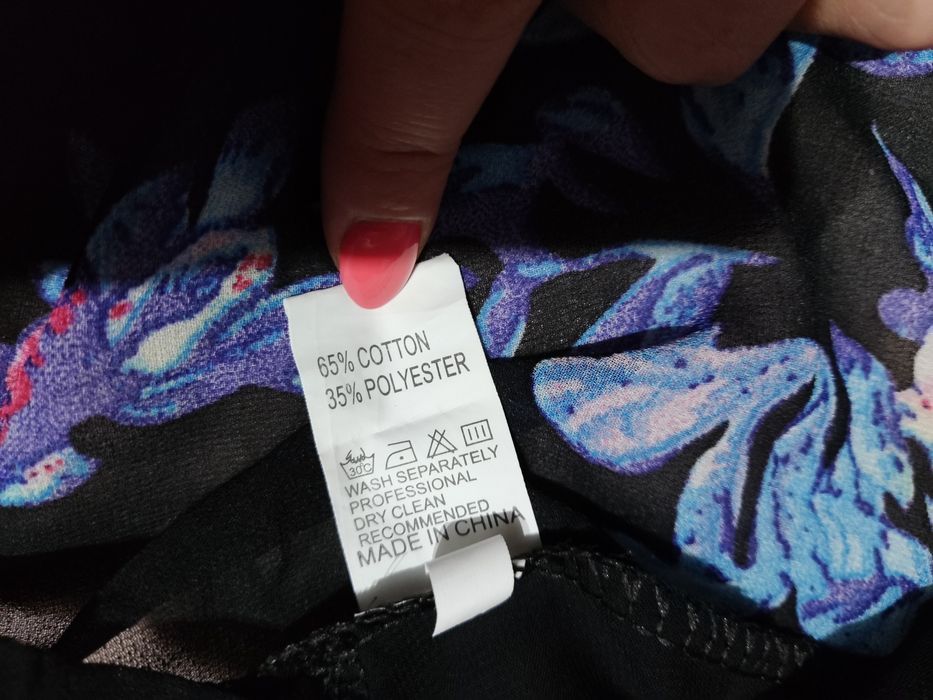 65% COTTON
35% POLYESTER
30°C
WASH SEPARATELY
PROFESSIONAL
DRY CLEAN
RECOMMENDED
MADE IN CHINA